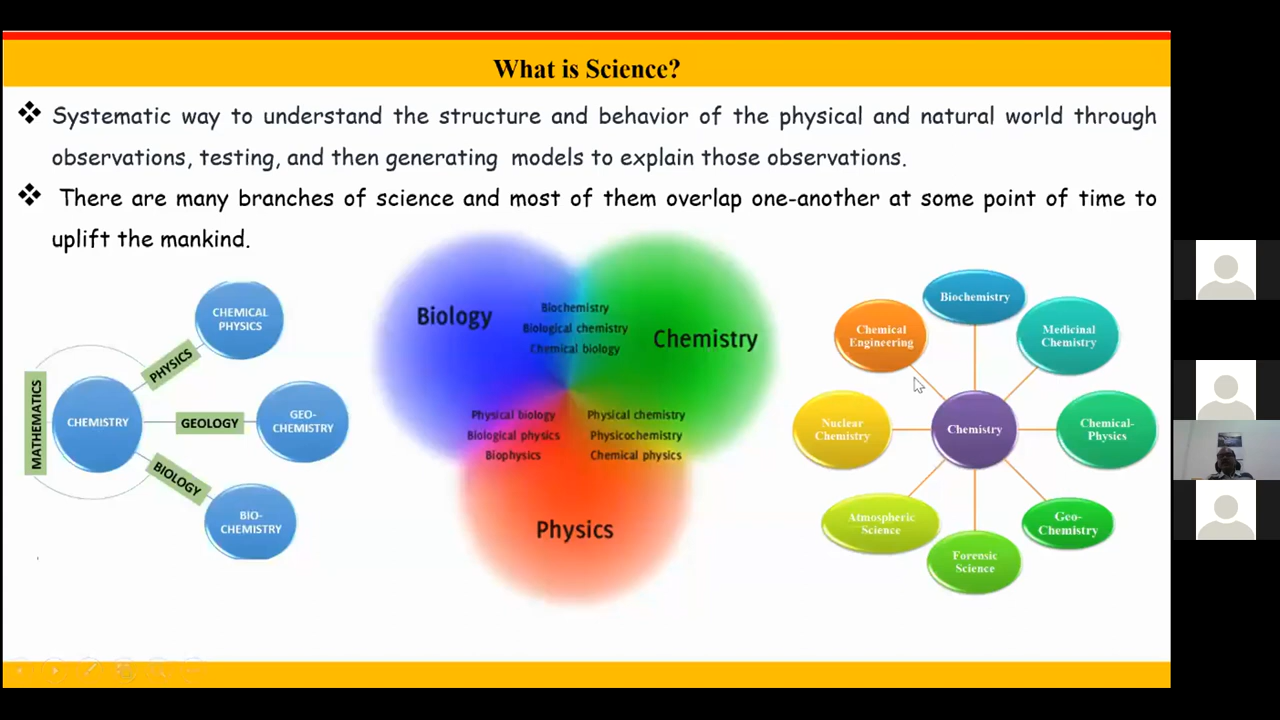 What is Science?
Systematic way to understand the structure and behavior of the physical and natural world through
observations, testing, and then generating models to explain those observations.
There are many branches of science and most of them overlap one-another at some point of time to
uplift the mankind.
MATHEMATICS
CHEMISTRY
PHYSICS
CHEMICAL
PHYSICS
GEOLOGY
GEO-
CHEMISTRY
BIOLOGY
BIO-
CHEMISTRY
Biology
Biochemistry
Biological chemistry
Chemical biology
Chemistry
Physical biology
Biological physics
Biophysics
Physical chemistry
Physicochemistry
Chemical physics
Physics
Chemistry
Biochemistry
Medicinal
Chemistry
Chemical-
Physics
Geo-
Chemistry
Forensic
Science
Atmospheric
Science
Nuclear
Chemistry
Chemical
Engineering